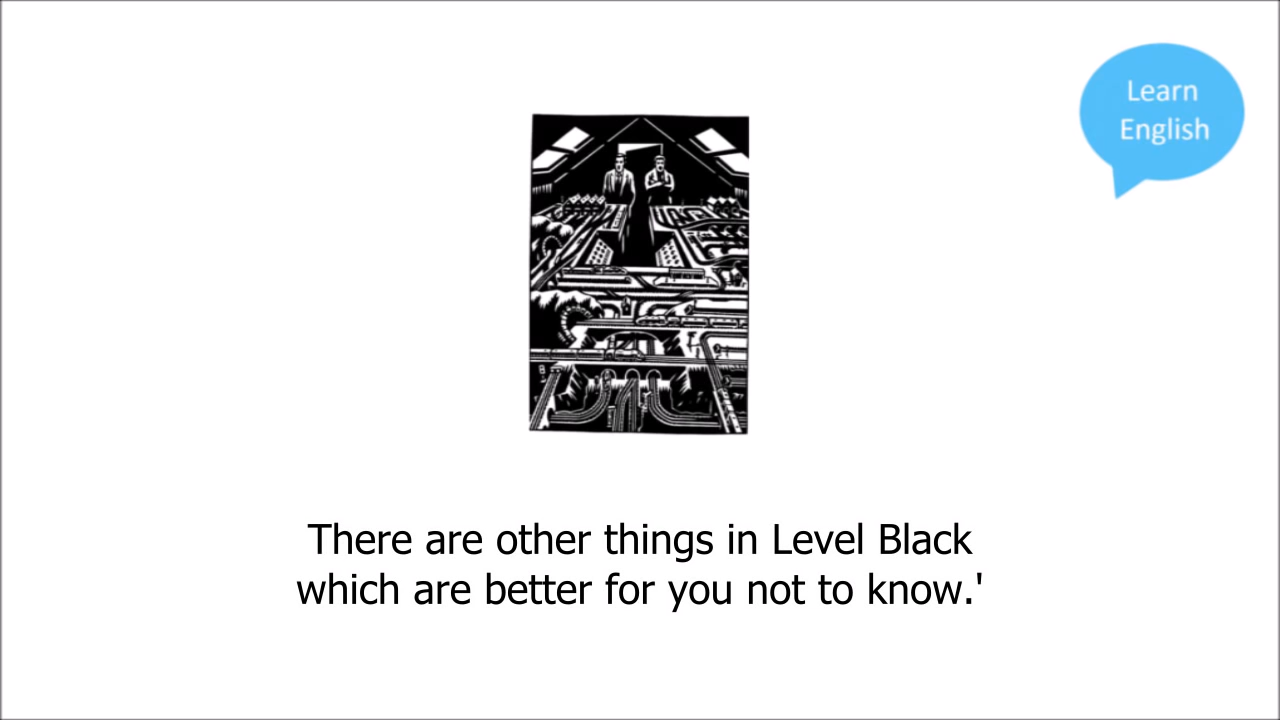 Learn
English
There are other things in Level Black
which are better for you not to know.'